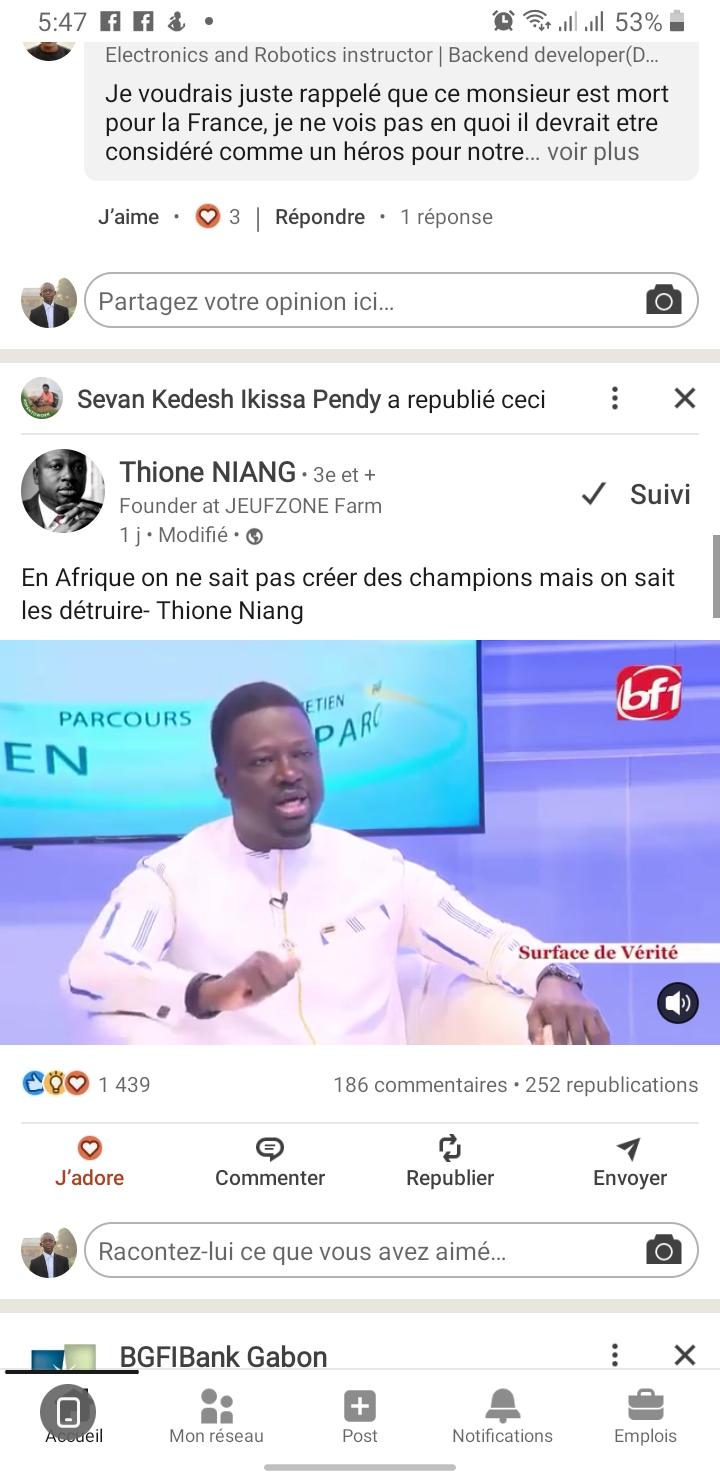 5:47
53%
Electronics and Robotics instructor | Backend developer(D...
Je voudrais juste rappelé que ce monsieur est mort
pour la France, je ne vois pas en quoi il devrait etre
considéré comme un héros pour notre... voir plus
J'aime • 3 | Répondre • 1 réponse
Partagez votre opinion ici...
Sevan Kedesh Ikissa Pendy a republié ceci
Thione NIANG • 3e et +
Founder at JEUFZONE Farm
1 j • Modifié •
Suivi
En Afrique on ne sait pas créer des champions mais on sait
les détruire- Thione Niang
bf1
PARCOURS
ETIEN
PARC
EN
Surface de Vérité
1 439
186 commentaires • 252 republications
J'adore
Commenter
Republier
Envoyer
Racontez-lui ce que vous avez aimé...
BGFIBank Gabon
Accueil
Mon réseau
Post
Notifications
Emplois